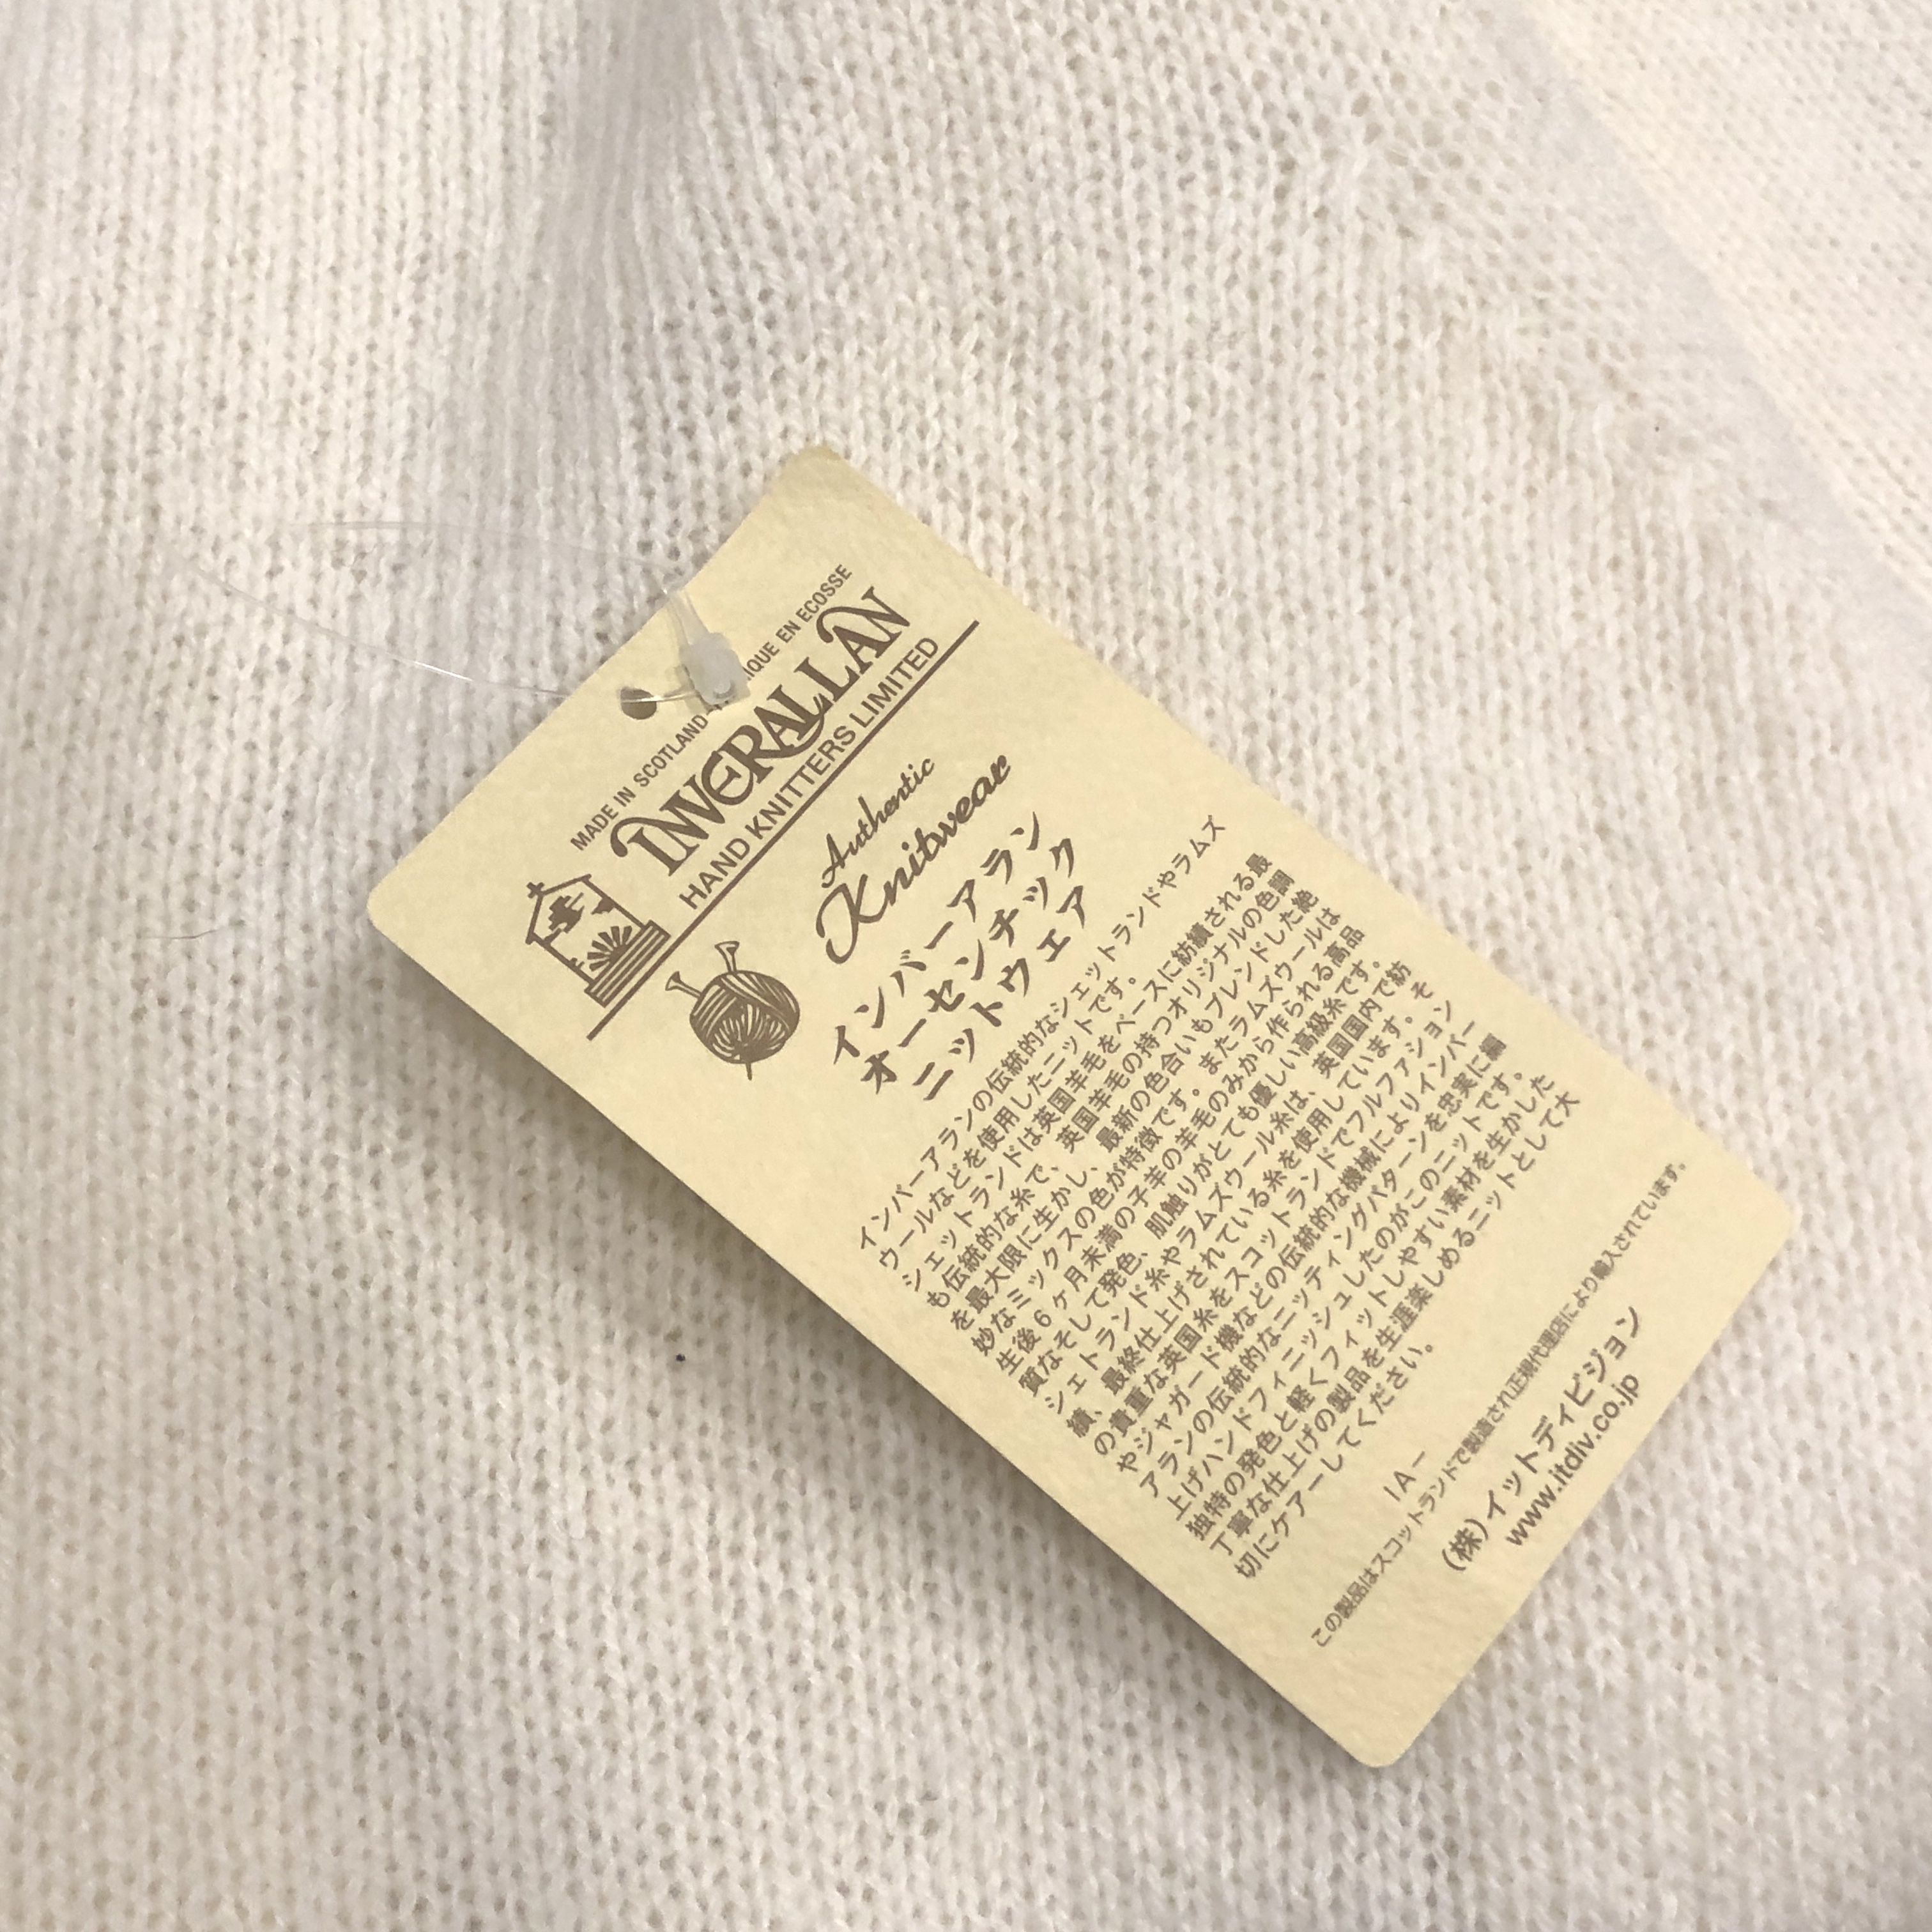 MADE IN SCOTLAND
IQUE EN ECOSSE
INVERALLAN
HAND KNITTERS LIMITED
Authentic
Knitwear
インバーアラン
オーセンチック
ニットウェア
インバーアランの伝統的なシェットランドやラムズ
ウールなどを使用したニットです。
シェットランドは英国羊毛をベースに紡績される最
も伝統的な糸で、英国羊毛の持つオリジナルの色調
を最大限に生かし、最新の色合いもブレンドした絶
妙なミックスの色が特徴です。またラムズウールは
生後6ヶ月未満の子羊の羊毛のみから作られる高品
質なそして発色、肌触りがとても優しい高級糸です。
シェトランド糸やラムズウール糸は、英国国内で紡
績、最終仕上げされている糸を使用しています。そ
の貴重な英国糸をスコットランドでフルファション
やジャガード機などの伝統的な機械によりインバー
アランの伝統的なニッティングパターンを忠実に編
上げハンドフィニッシュしたのがこのニットです。
独特の発色と軽くフィットしやすい素材を生かした
丁寧な仕上げの製品を生涯楽しめるニットとして大
切にケアーしてください。
IA-
この製品はスコットランドで製造され正規代理店により輸入されています。
(株)イットディビジョン
www.itdiv.co.jp